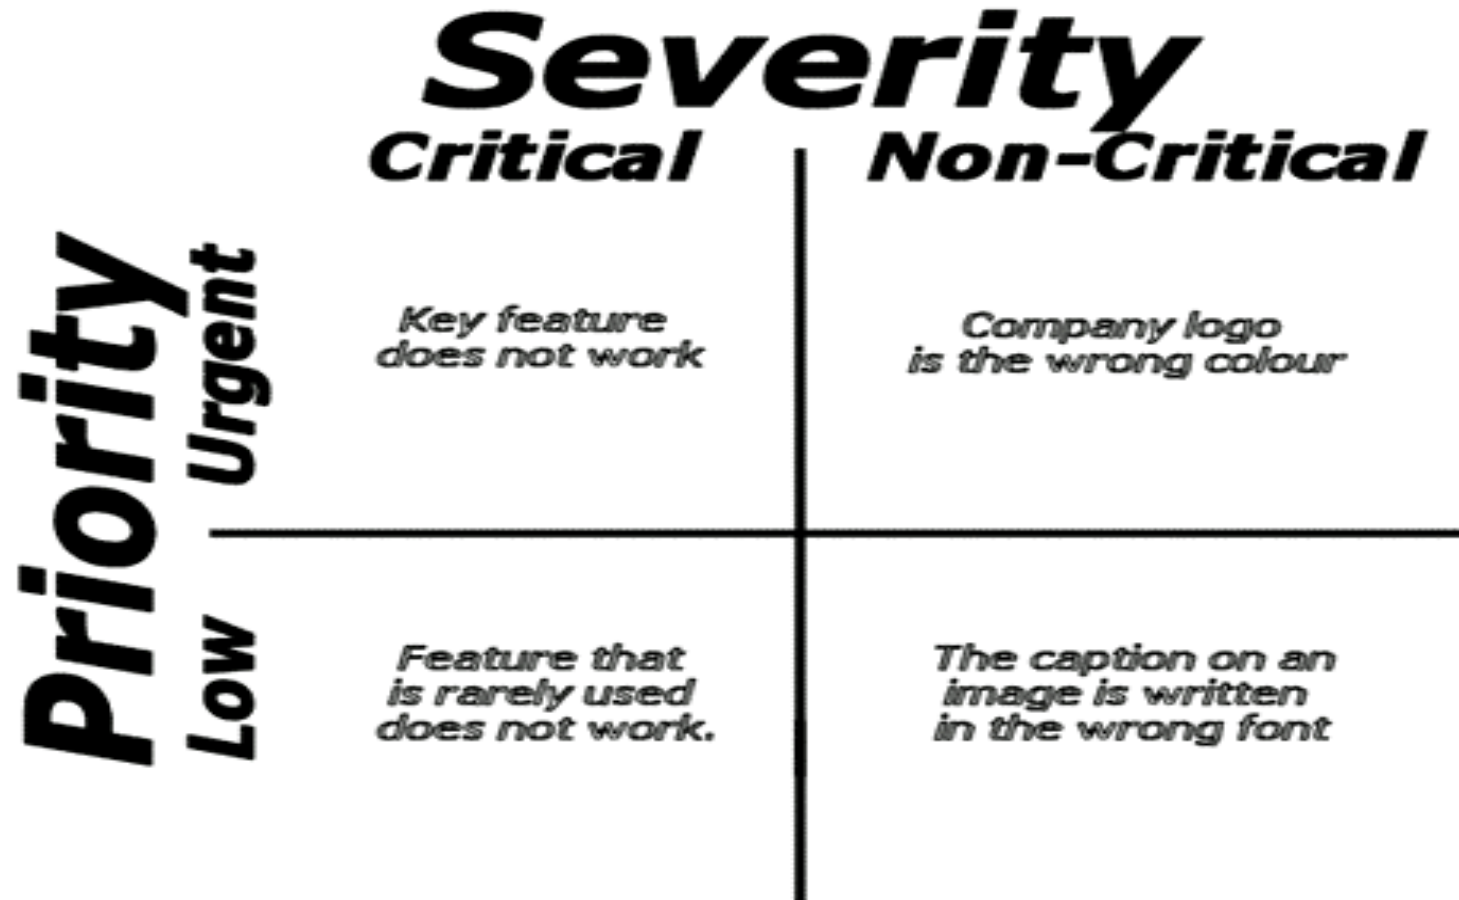 Severity
Critical
Non-Critical
Priority
Urgent
Key feature
does not work
Company logo
is the wrong colour
Low
Feature that
is rarely used
does not work.
The caption on an
image is written
in the wrong font